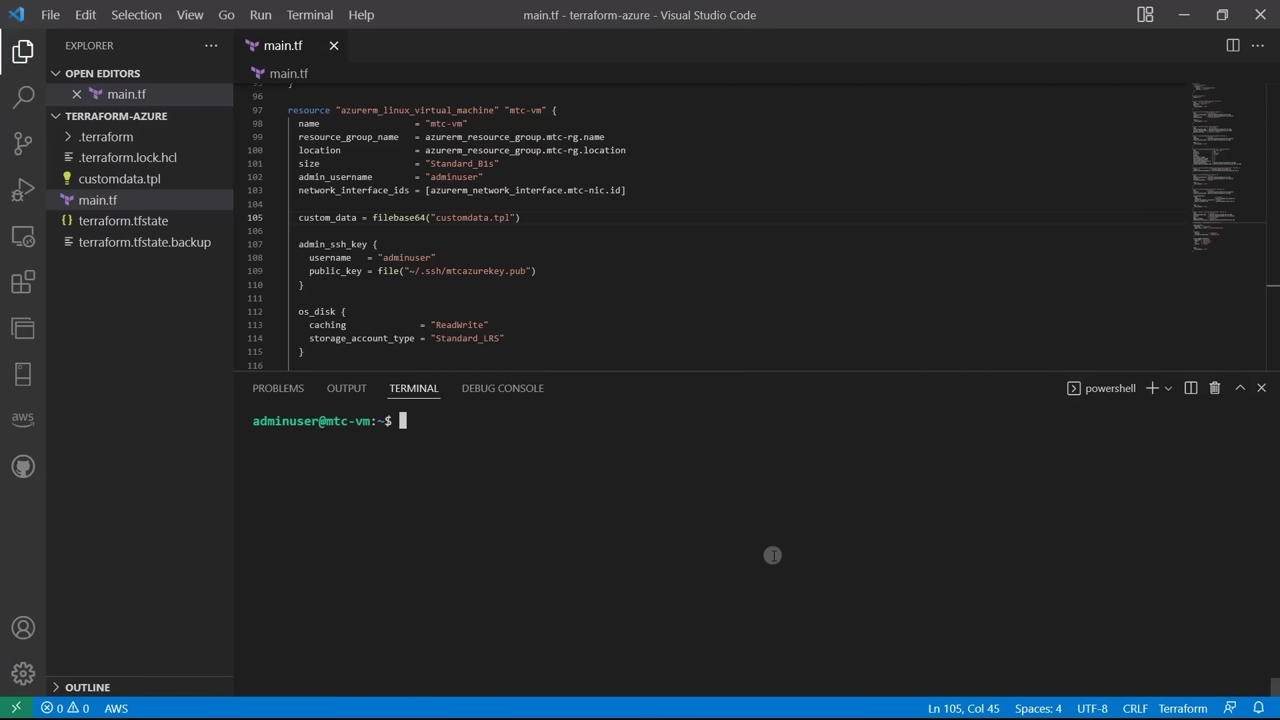 File Edit Selection View Go Run Terminal Help
main.tf - terraform-azure - Visual Studio Code
EXPLORER
OPEN EDITORS
main.tf
TERRAFORM-AZURE
.terraform
.terraform.lock.hcl
customdata.tpl
main.tf
terraform.tfstate
terraform.tfstate.backup
OUTLINE
aws
main.tf
main.tf
95 }
96
97 resource "azurerm_linux_virtual_machine" "mtc-vm" {
98 name = "mtc-vm"
99 resource_group_name = azurerm_resource_group.mtc-rg.name
100 location = azurerm_resource_group.mtc-rg.location
101 size = "Standard_B1s"
102 admin_username = "adminuser"
103 network_interface_ids = [azurerm_network_interface.mtc-nic.id]
104
105 custom_data = filebase64("customdata.tpl")
106
107 admin_ssh_key {
108 username = "adminuser"
109 public_key = file("~/.ssh/mtcazurekey.pub")
110 }
111
112 os_disk {
113 caching = "ReadWrite"
114 storage_account_type = "Standard_LRS"
115 }
116
PROBLEMS OUTPUT TERMINAL DEBUG CONSOLE
powershell
adminuser@mtc-vm:~$
0 0 AWS
Ln 105, Col 45 Spaces: 4 UTF-8 CRLF Terraform